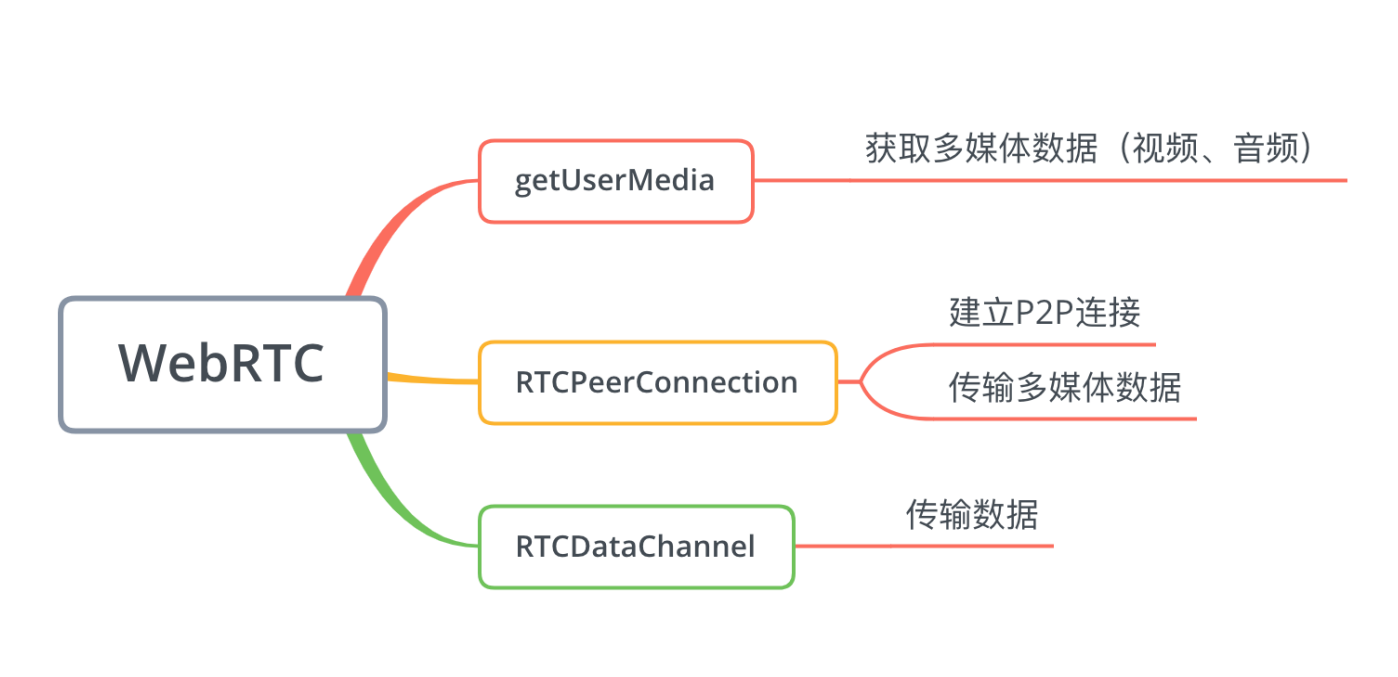 WebRTC
getUserMedia
获取多媒体数据（视频、音频）
RTCPeerConnection
建立P2P连接
传输多媒体数据
RTCDataChannel
传输数据